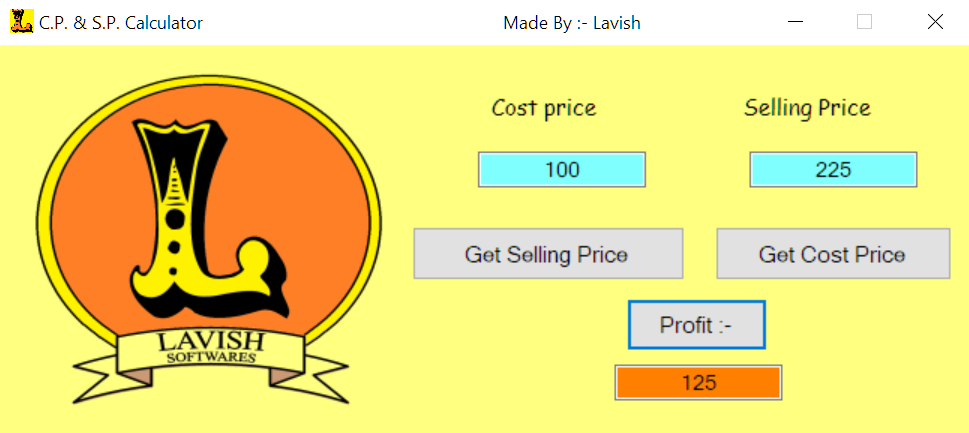 C.P. & S.P. Calculator Made By :- Lavish
Cost price Selling Price
100 225
Get Selling Price Get Cost Price
Profit :-
125
L
LAVISH
SOFTWARES